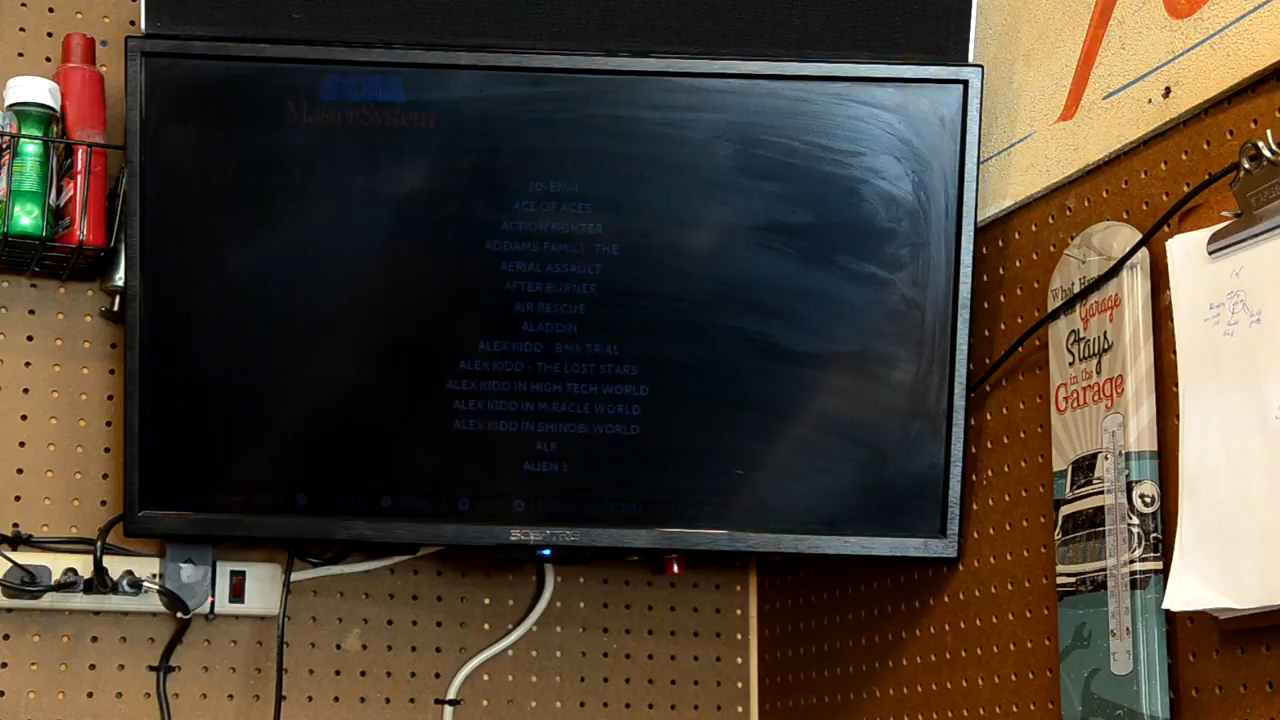 SEGA
Master System
20-EM-1
ACE OF ACES
ACTION FIGHTER
ADDAMS FAMILY, THE
AERIAL ASSAULT
AFTER BURNER
AIR RESCUE
ALADDIN
ALEX KIDD - BMX TRIAL
ALEX KIDD - THE LOST STARS
ALEX KIDD IN HIGH TECH WORLD
ALEX KIDD IN MIRACLE WORLD
ALEX KIDD IN SHINOBI WORLD
ALF
ALIEN 3
SCEPTRE
What
Garage
Stays
in the
Garage
°C
°F